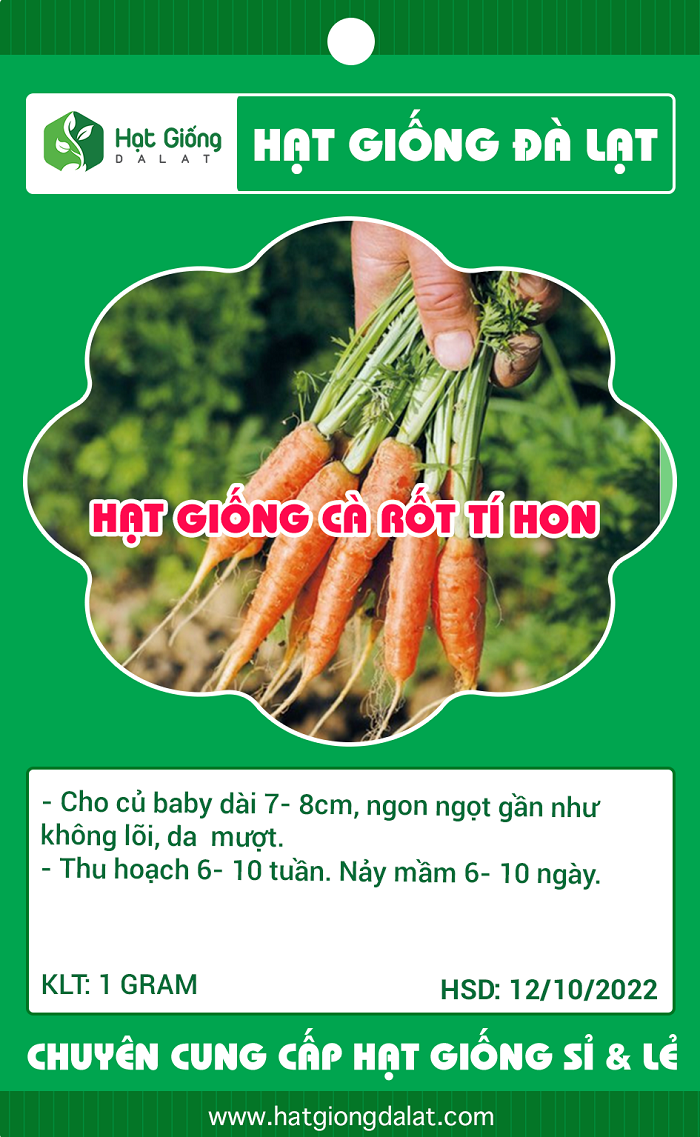 Hạt Giống
DALAT
HẠT GIỐNG ĐÀ LẠT
HẠT GIỐNG CÀ RỐT TÍ HON
- Cho củ baby dài 7- 8cm, ngon ngọt gần như
không lõi, da mượt.
- Thu hoạch 6- 10 tuần. Nảy mầm 6- 10 ngày.
KLT: 1 GRAM
HSD: 12/10/2022
CHUYÊN CUNG CẤP HẠT GIỐNG SỈ & LẺ
www.hatgiongdalat.com